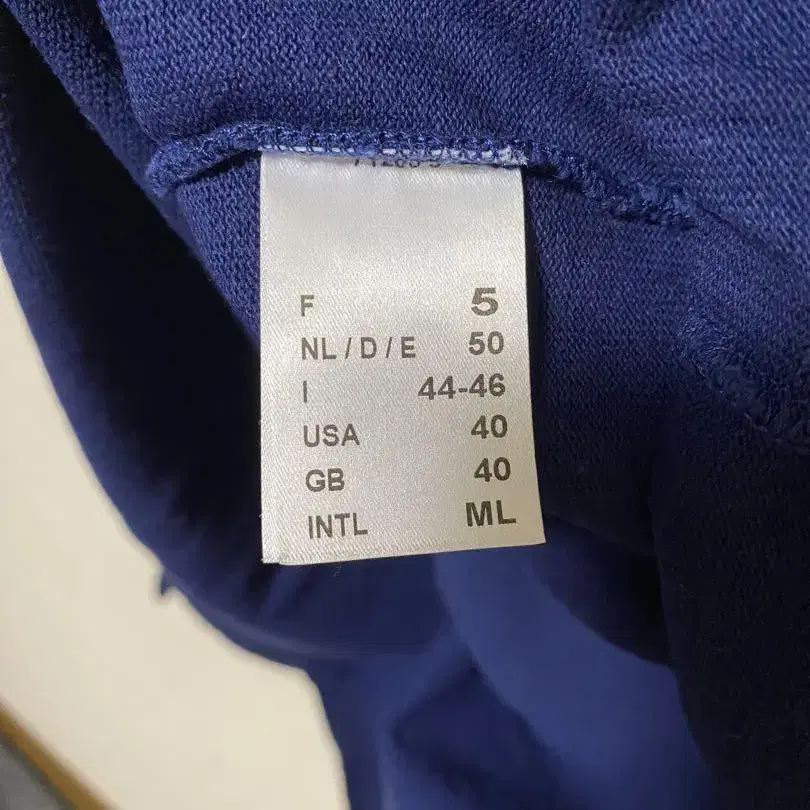 F 5
NL / D / E 50
I 44-46
USA 40
GB 40
INTL ML